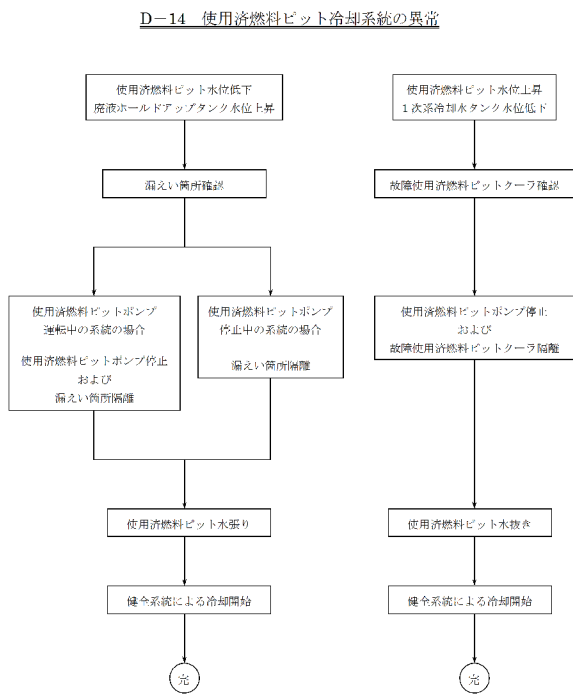 D-14 使用済燃料ピット冷却系統の異常
使用済燃料ピット水位低下
廃液ホールドアップタンク水位上昇
漏えい箇所確認
使用済燃料ピットポンプ
運転中の系統の場合
使用済燃料ピットポンプ停止
および
漏えい箇所隔離
使用済燃料ピットポンプ
停止中の系統の場合
漏えい箇所隔離
使用済燃料ピット水張り
健全系統による冷却開始
完
使用済燃料ピット水位上昇
1次系冷却水タンク水位低下
故障使用済燃料ピットクーラ確認
使用済燃料ピットポンプ停止
および
故障使用済燃料ピットクーラ隔離
使用済燃料ピット水抜き
健全系統による冷却開始
完